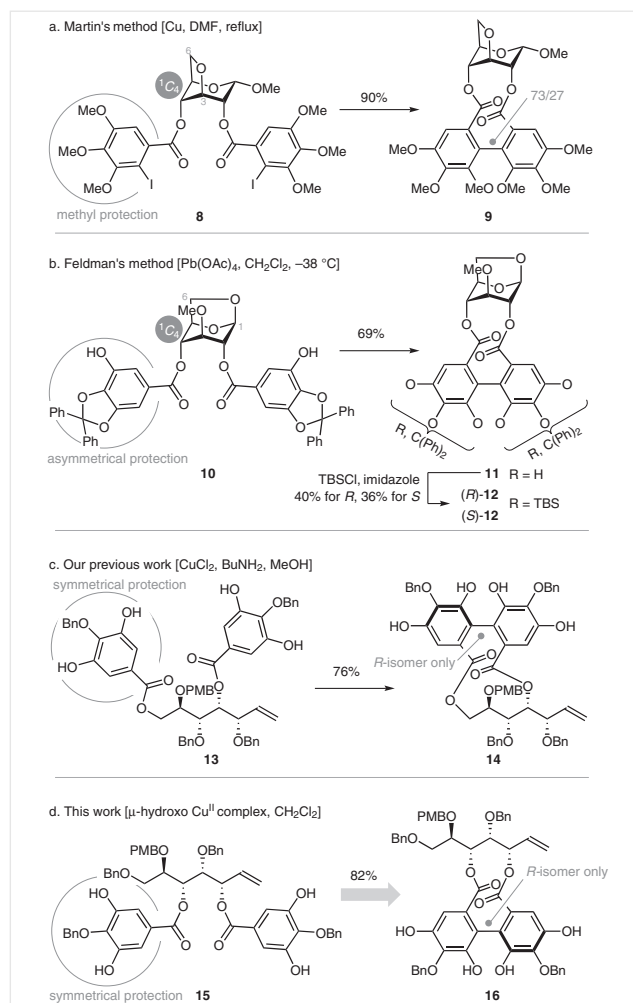 a. Martin's method [Cu, DMF, reflux]
6
O
O
OMe
¹C₄
3
O
O
MeO
OMe
MeO
O
O
OMe
MeO
I
I
OMe
methyl protection
8
90%
O
O
OMe
O
O
O
O
73/27
MeO
OMe
MeO
MeO
OMe
OMe
9
b. Feldman's method [Pb(OAc)₄, CH₂Cl₂, –38 °C]
6
O
MeO
O
1
¹C₄
O
O
HO
OH
O
O
O
O
Ph
O
O
Ph
Ph
Ph
asymmetrical protection
10
69%
O
MeO
O
O
O
O
O
O
O
O
O
O
O
R, C(Ph)₂
R, C(Ph)₂
TBSCl, imidazole
40% for R, 36% for S
11 R = H
(R)-12
R = TBS
(S)-12
c. Our previous work [CuCl₂, BuNH₂, MeOH]
symmetrical protection
OH
HO
OBn
BnO
HO
OH
O
O
O
OPMB
O
BnO
OBn
13
76%
BnO
HO
OH
OBn
HO
OH
R-isomer only
O
O
O
PMBO
O
BnO
OBn
14
d. This work [μ-hydroxo Cuᴵᴵ complex, CH₂Cl₂]
PMBO
OBn
BnO
OH
O
O
OH
BnO
O
O
OBn
HO
OH
symmetrical protection
15
82%
PMBO
OBn
BnO
O
O
R-isomer only
O
O
HO
OH
BnO
OH
OH
OBn
16